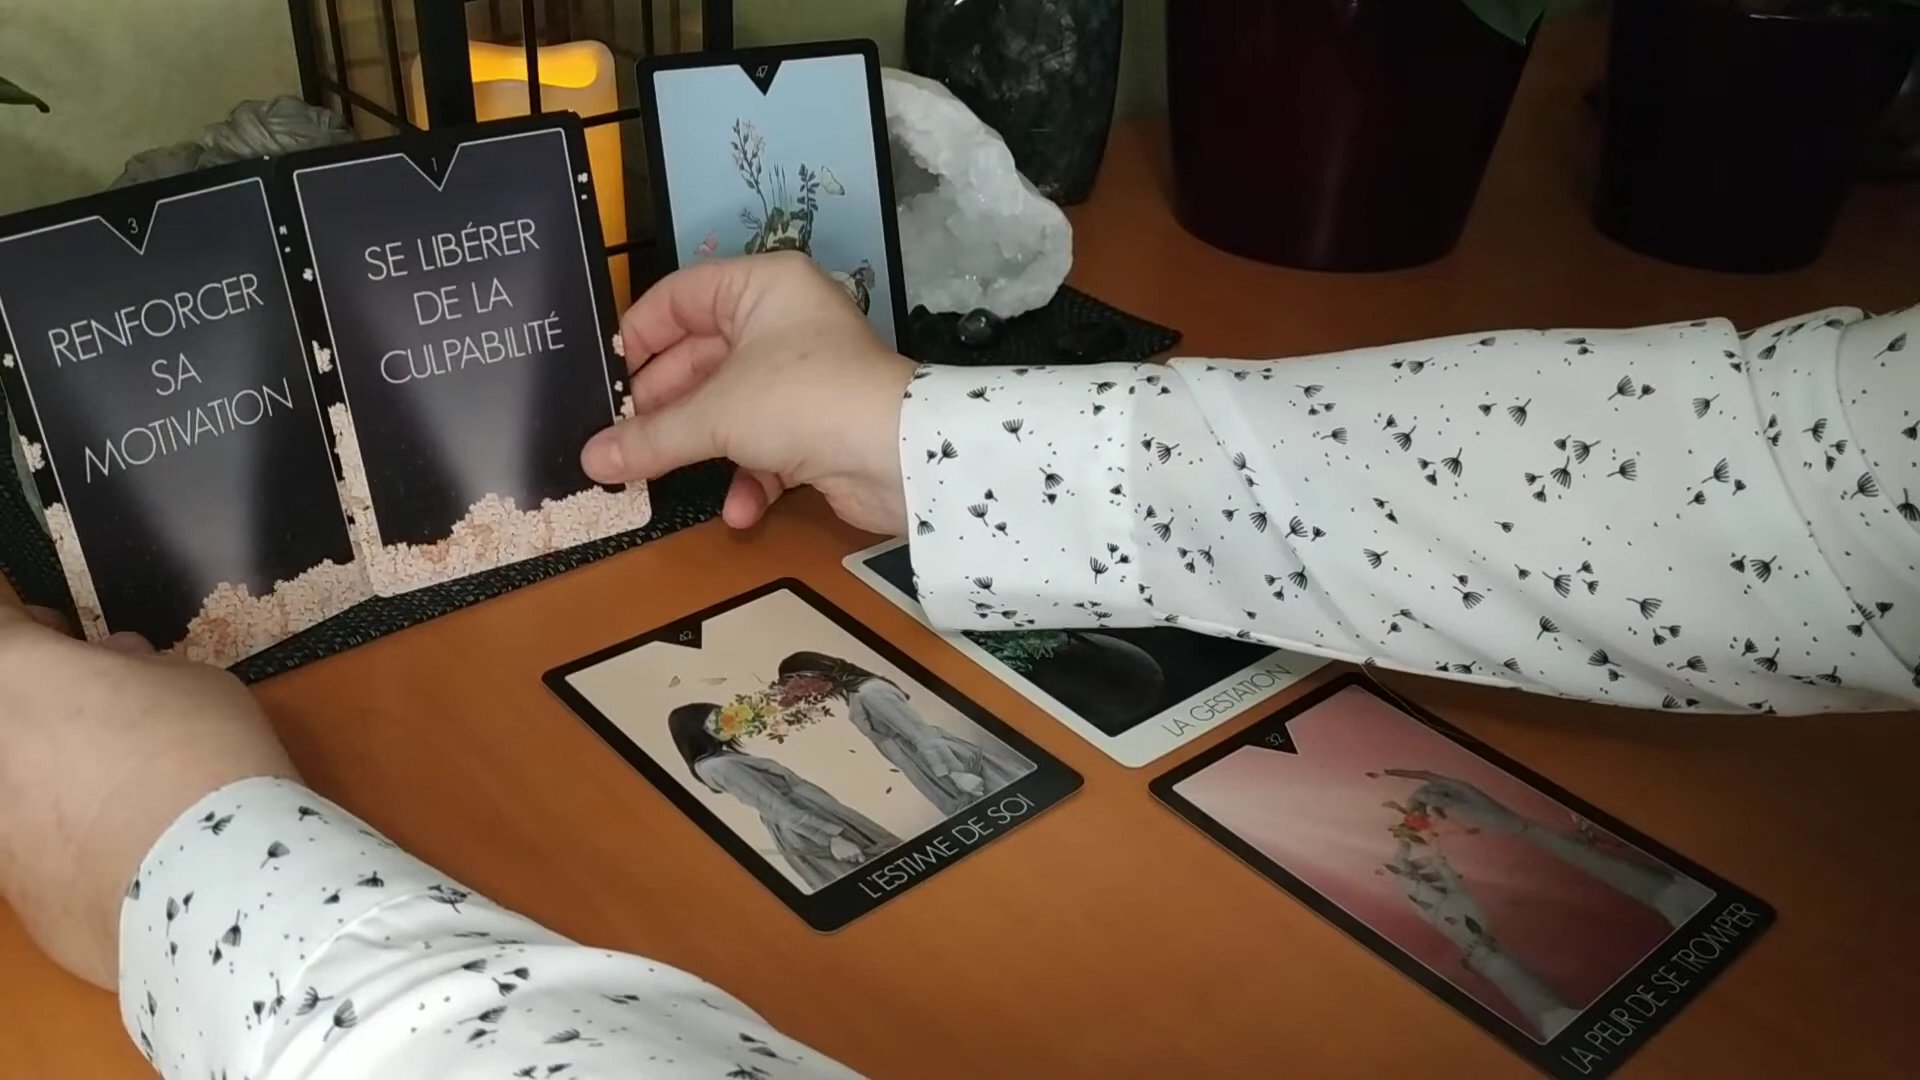 3
RENFORCER
SA
MOTIVATION
1
SE LIBÉRER
DE LA
CULPABILITÉ
47
42
L'ESTIME DE SOI
LA GESTATION
32
LA PEUR DE SE TROMPER